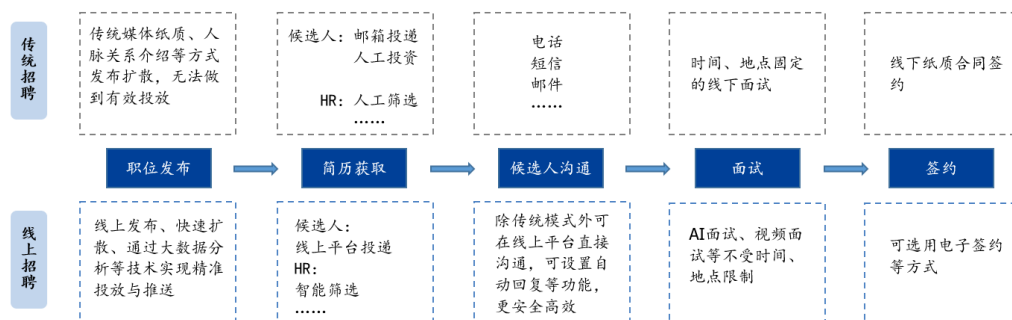 传统招聘
传统媒体纸质、人
脉关系介绍等方式
发布扩散，无法做
到有效投放
候选人：邮箱投递
人工投资
HR：人工筛选
……
电话
短信
邮件
……
时间、地点固定
的线下面试
线下纸质合同签
约
职位发布
简历获取
候选人沟通
面试
签约
线上招聘
线上发布、快速扩
散、通过大数据分
析等技术实现精准
投放与推送
候选人：
线上平台投递
HR：
智能筛选
……
除传统模式外可
在线上平台直接
沟通，可设置自
动回复等功能，
更安全高效
AI面试、视频面
试等不受时间、
地点限制
可选用电子签约
等方式